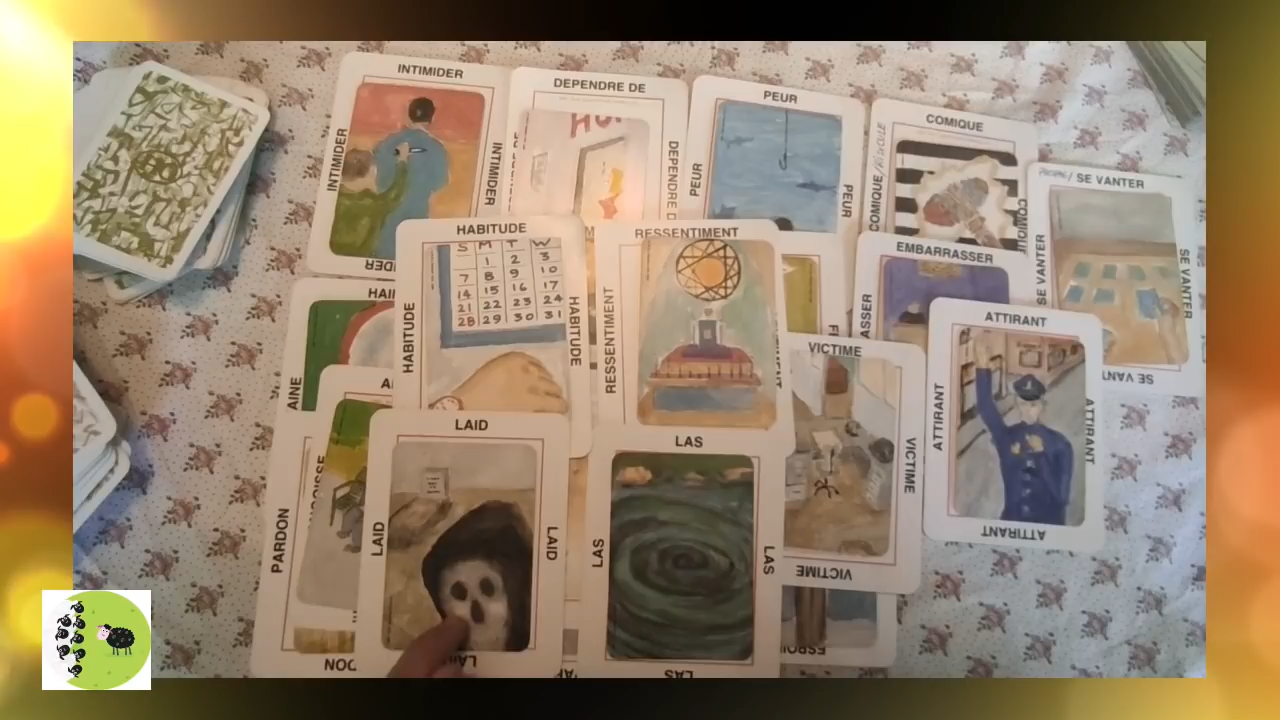 INTIMIDER
INTIMIDER
INTIMIDER
DEPENDRE DE
PEUR
PEUR
PEUR
COMIQUE
COMIQUE
/ SE VANTER
SE VANTER
SE VANTER
HABITUDE
HABITUDE
HABITUDE
S M T W
1 2 3
7 8 9 10
14 15 16 17
21 22 23 24
28 29 30 31
RESSENTIMENT
RESSENTIMENT
EMBARRASSER
ATTIRANT
ATTIRANT
ATTIRANT
ATTIRANT
VICTIME
VICTIME
VICTIME
PARDON
LAID
LAID
LAID
LAID
LAS
LAS
LAS
LAS